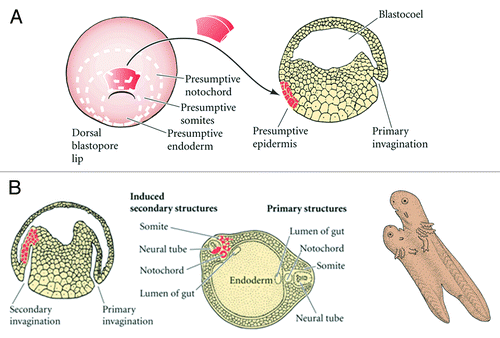 A
Blastocoel
Presumptive
notochord
Presumptive
somites
Presumptive
endoderm
Dorsal
blastopore
lip
Presumptive
epidermis
Primary
invagination
B
Induced
secondary structures
Primary structures
Somite
Neural tube
Notochord
Lumen of gut
Endoderm
Lumen of gut
Notochord
Somite
Neural tube
Secondary
invagination
Primary
invagination